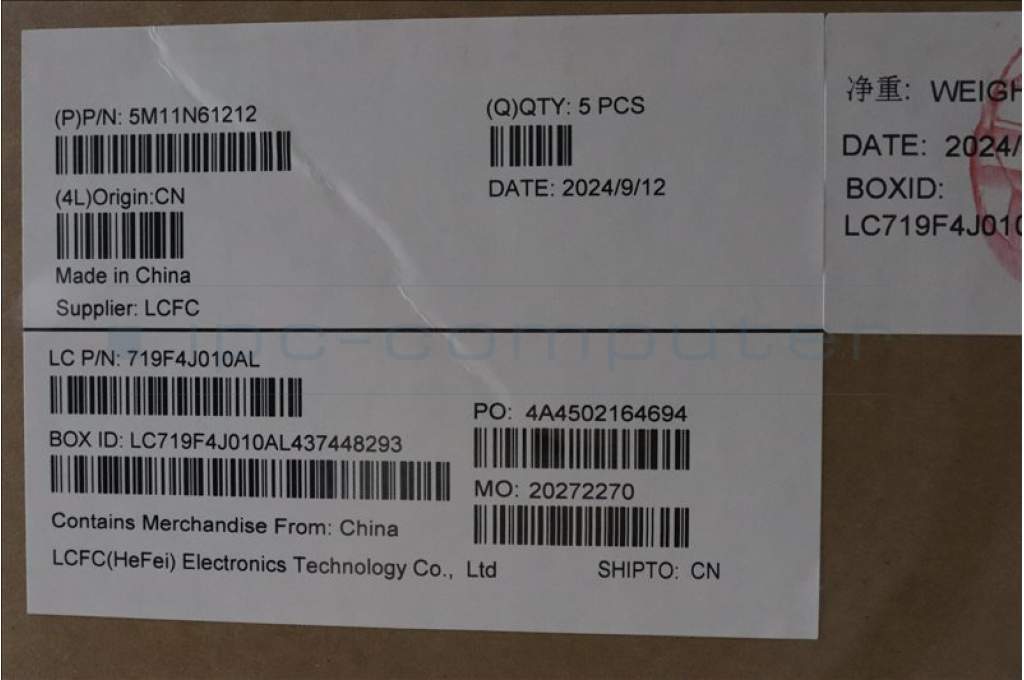 (P)P/N: 5M11N61212
(Q)QTY: 5 PCS
(4L)Origin:CN
DATE: 2024/9/12
Made in China
Supplier: LCFC
LC P/N: 719F4J010AL
PO: 4A4502164694
BOX ID: LC719F4J010AL437448293
MO: 20272270
Contains Merchandise From: China
LCFC(HeFei) Electronics Technology Co., Ltd
SHIPTO: CN
净重: WEIGH
DATE: 2024/
BOXID:
LC719F4J010
ipc-computer